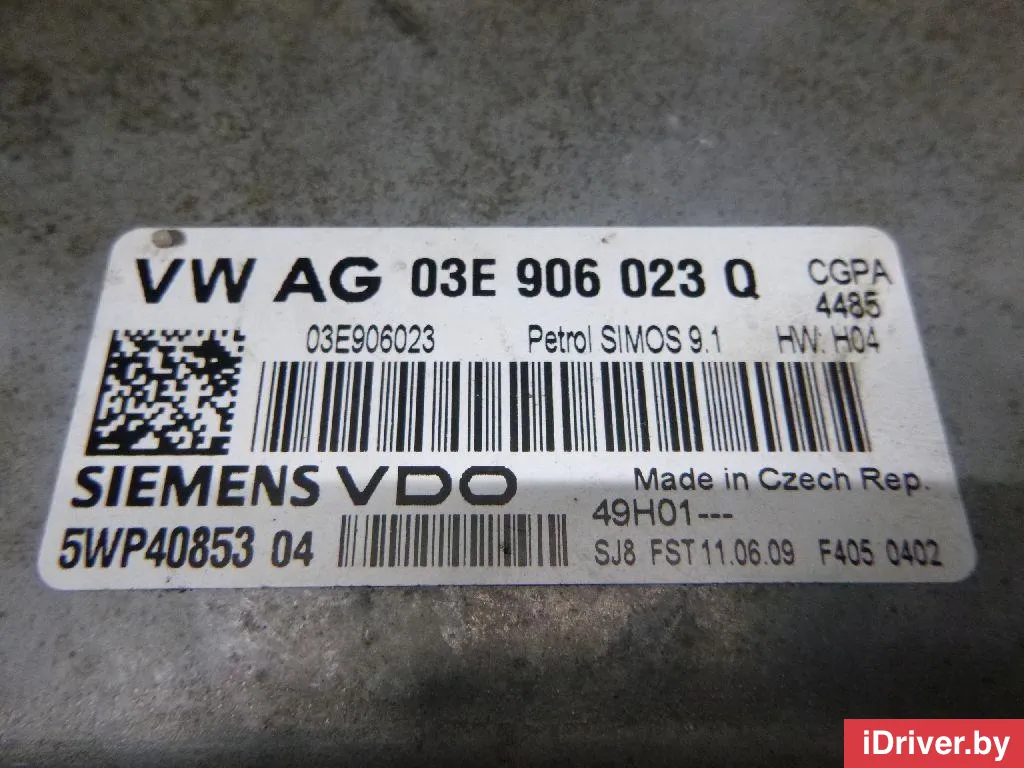 VW AG 03E 906 023 Q CGPA
4485
03E906023 Petrol SIMOS 9.1 HW: H04
SIEMENS VDO Made in Czech Rep.
49H01---
5WP40853 04 SJ8 FST 11.06.09 F405 0402
iDriver.by